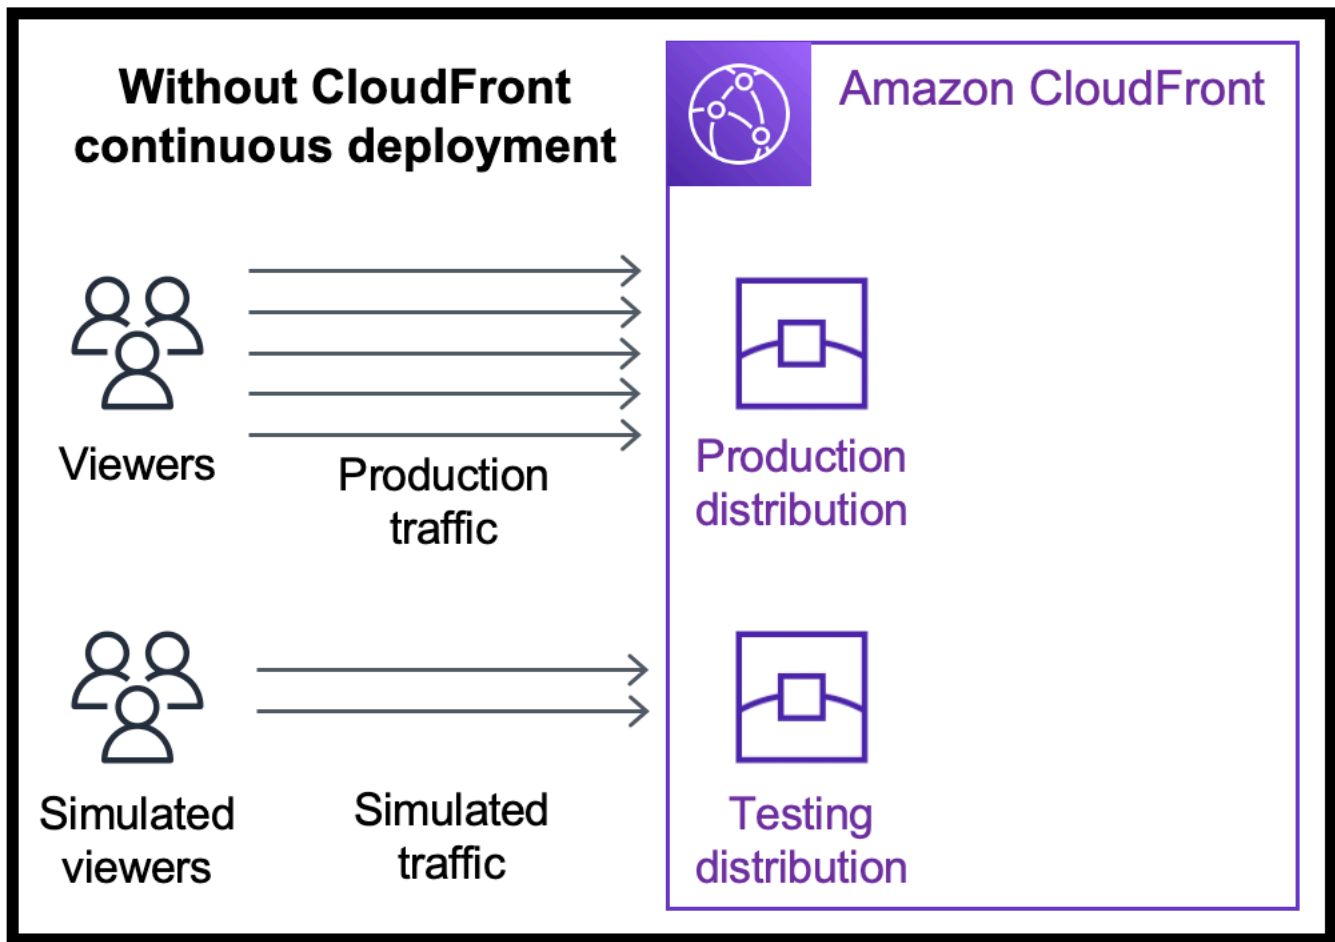 Without CloudFront
continuous deployment
Amazon CloudFront
Viewers
Production
traffic
Production
distribution
Simulated
viewers
Simulated
traffic
Testing
distribution